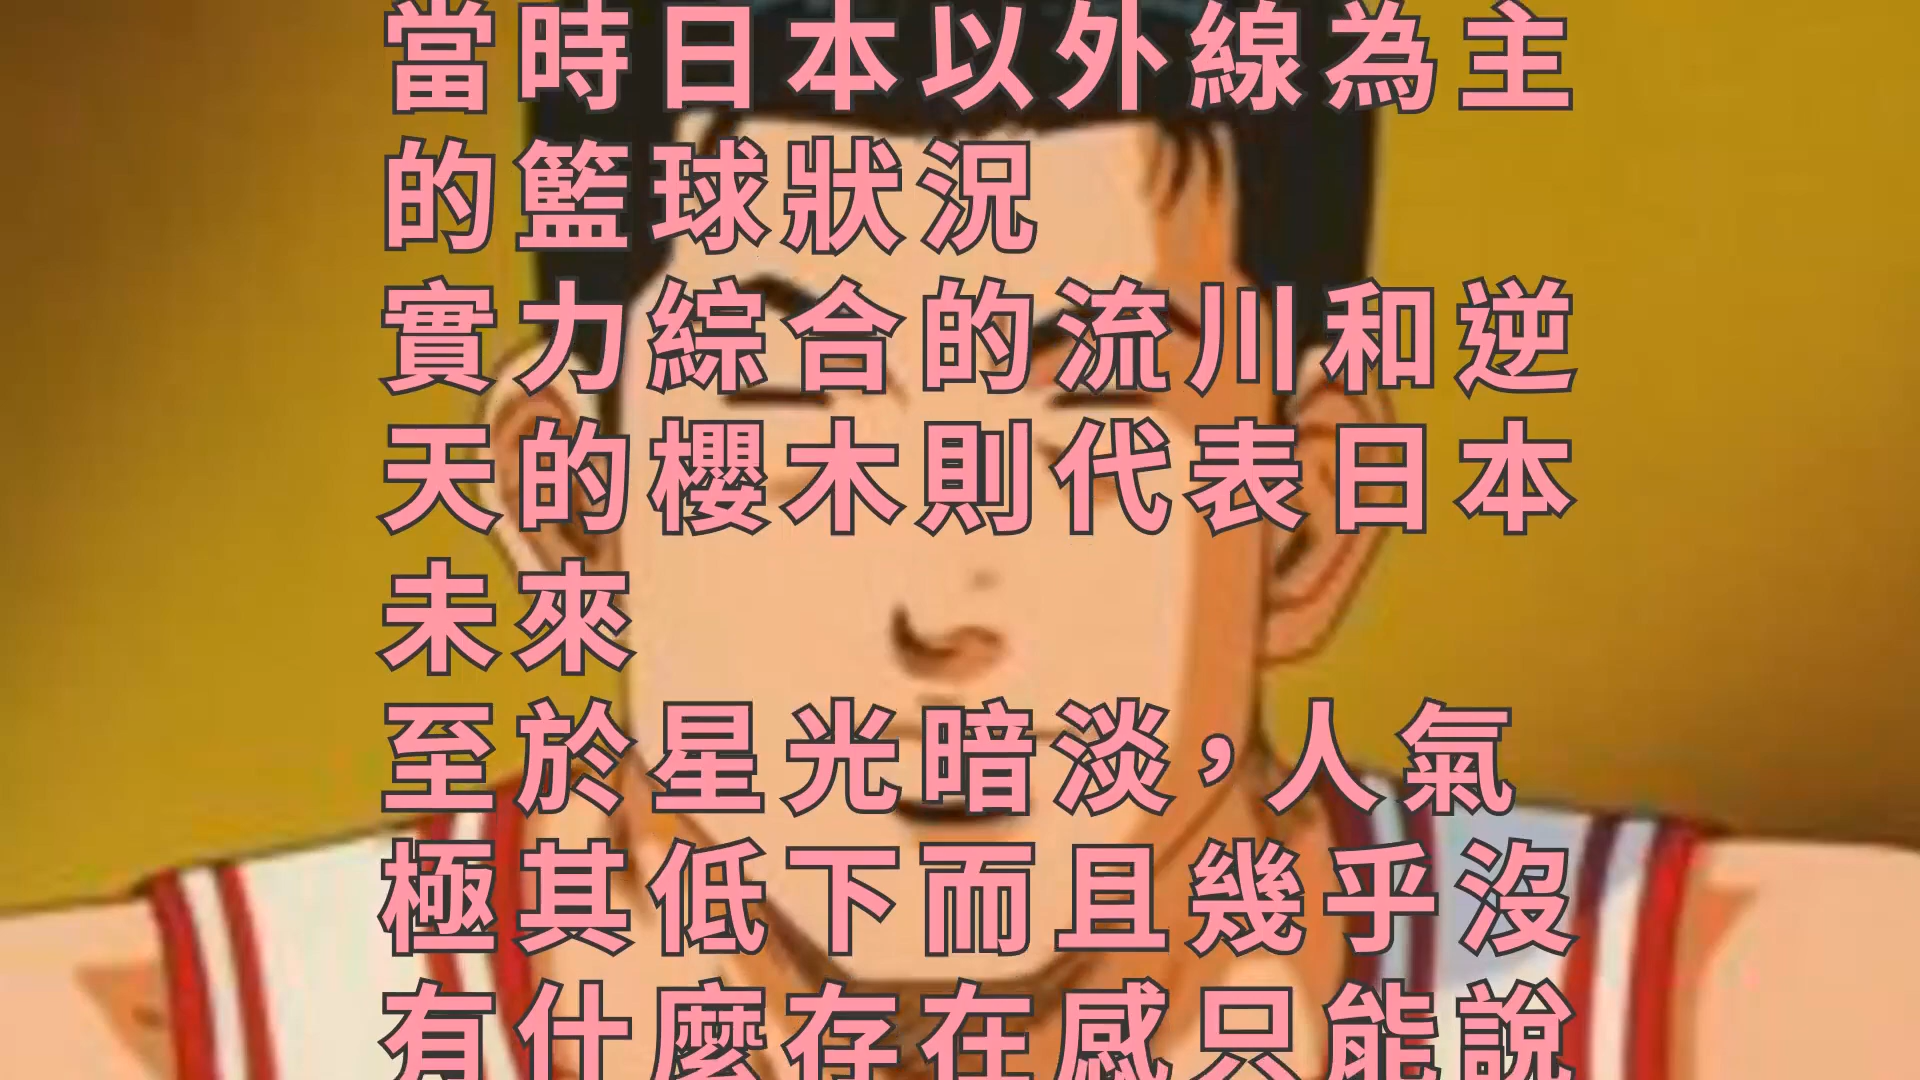 當時日本以外線為主
的籃球狀況
實力綜合的流川和逆
天的櫻木則代表日本
未來
至於星光暗淡，人氣
極其低下而且幾乎沒
有什麼存在感只能說